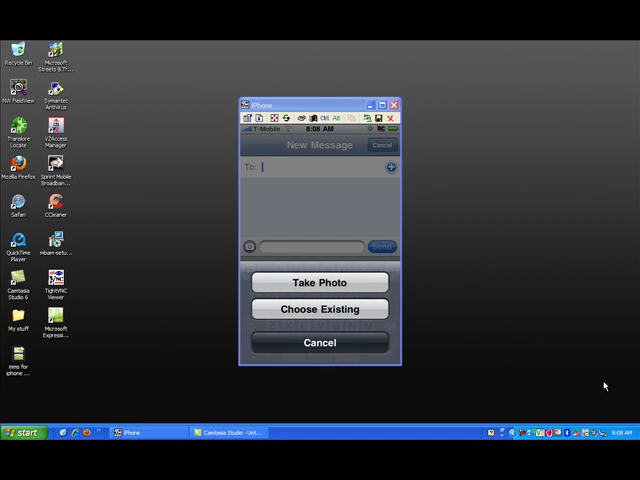 Recycle Bin
Microsoft
Streets & Tr...
NW FieldView
Symantec
AntiVirus
Translore
Locate
VZAccess
Manager
Mozilla Firefox
Sprint Mobile
Broadban...
Safari
CCleaner
QuickTime
Player
mbam-setu...
Camtasia
Studio 6
TightVNC
Viewer
My stuff
Microsoft
Expressi...
mms for
iphone ...
iPhone
Ctrl Alt
T-Mobile 8:08 AM
New Message Cancel
To:
Send
Take Photo
Choose Existing
Cancel
start
iPhone
Camtasia Studio - Unt...
8:08 AM